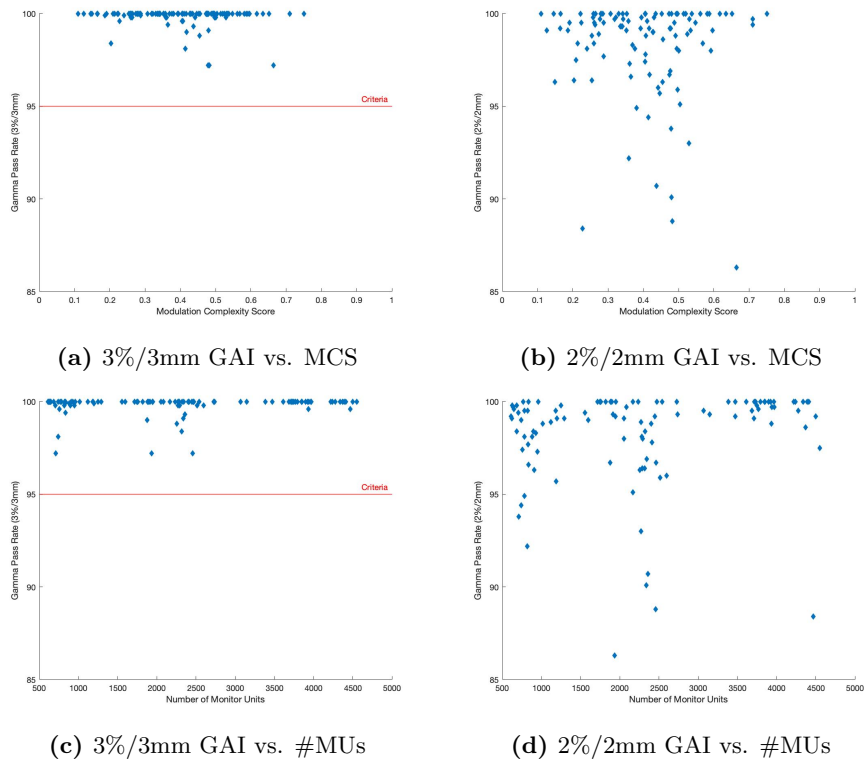 100
95
90
85
Gamma Pass Rate (3%/3mm)
Criteria
0 0.1 0.2 0.3 0.4 0.5 0.6 0.7 0.8 0.9 1
Modulation Complexity Score
(a) 3%/3mm GAI vs. MCS
100
95
90
85
Gamma Pass Rate (2%/2mm)
0 0.1 0.2 0.3 0.4 0.5 0.6 0.7 0.8 0.9 1
Modulation Complexity Score
(b) 2%/2mm GAI vs. MCS
100
95
90
85
Gamma Pass Rate (3%/3mm)
Criteria
500 1000 1500 2000 2500 3000 3500 4000 4500 5000
Number of Monitor Units
(c) 3%/3mm GAI vs. #MUs
100
95
90
85
Gamma Pass Rate (2%/2mm)
500 1000 1500 2000 2500 3000 3500 4000 4500 5000
Number of Monitor Units
(d) 2%/2mm GAI vs. #MUs